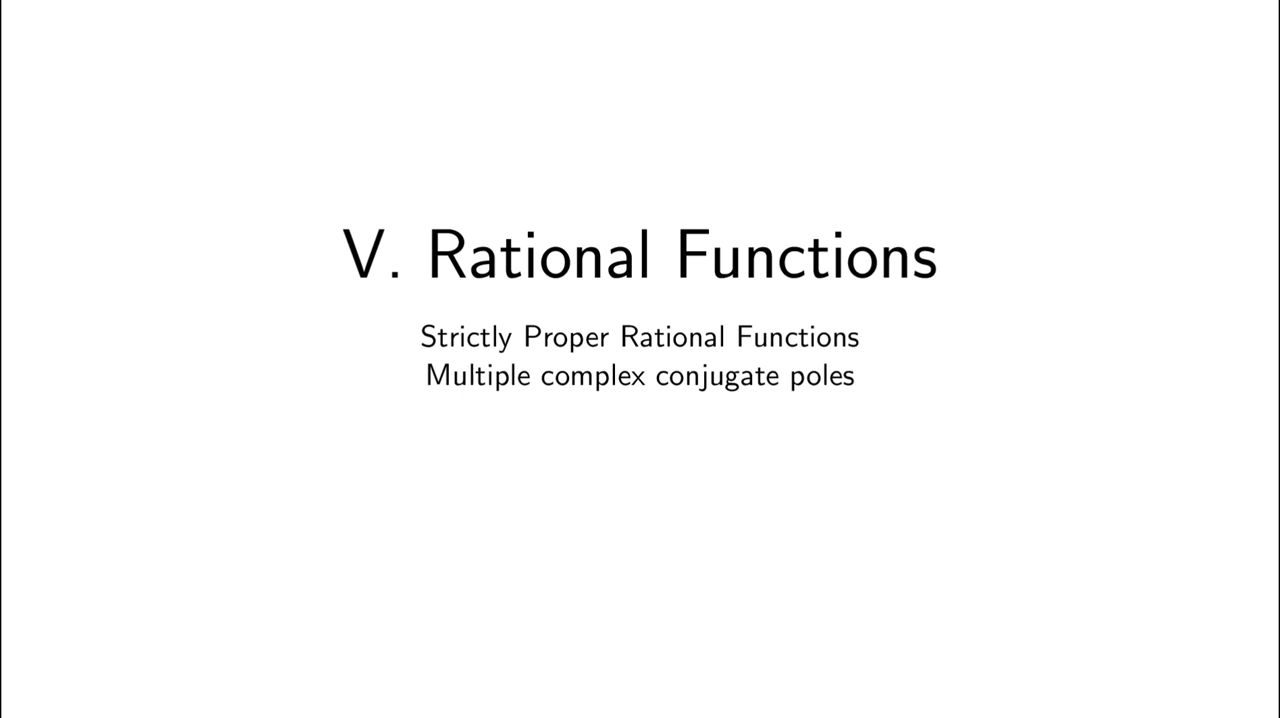 V. Rational Functions
Strictly Proper Rational Functions
Multiple complex conjugate poles